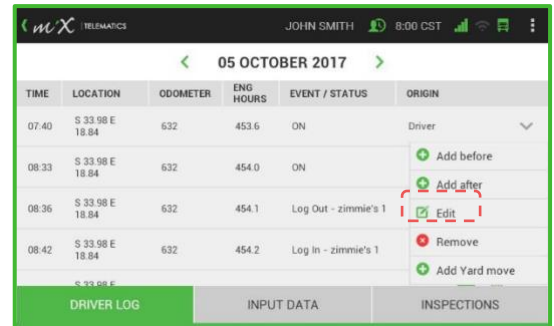 mix TELEMATICS JOHN SMITH 8:00 CST
05 OCTOBER 2017
TIME LOCATION ODOMETER ENG HOURS EVENT / STATUS ORIGIN
07:40 S 33.98 E 18.84 632 453.6 ON Driver
Add before
08:33 S 33.98 E 18.84 632 454.0 ON
Add after
08:36 S 33.98 E 18.84 632 454.1 Log Out - zimmie's 1
Edit
Remove
08:42 S 33.98 E 18.84 632 454.2 Log In - zimmie's 1
Add Yard move
S 33.98 E
DRIVER LOG INPUT DATA INSPECTIONS